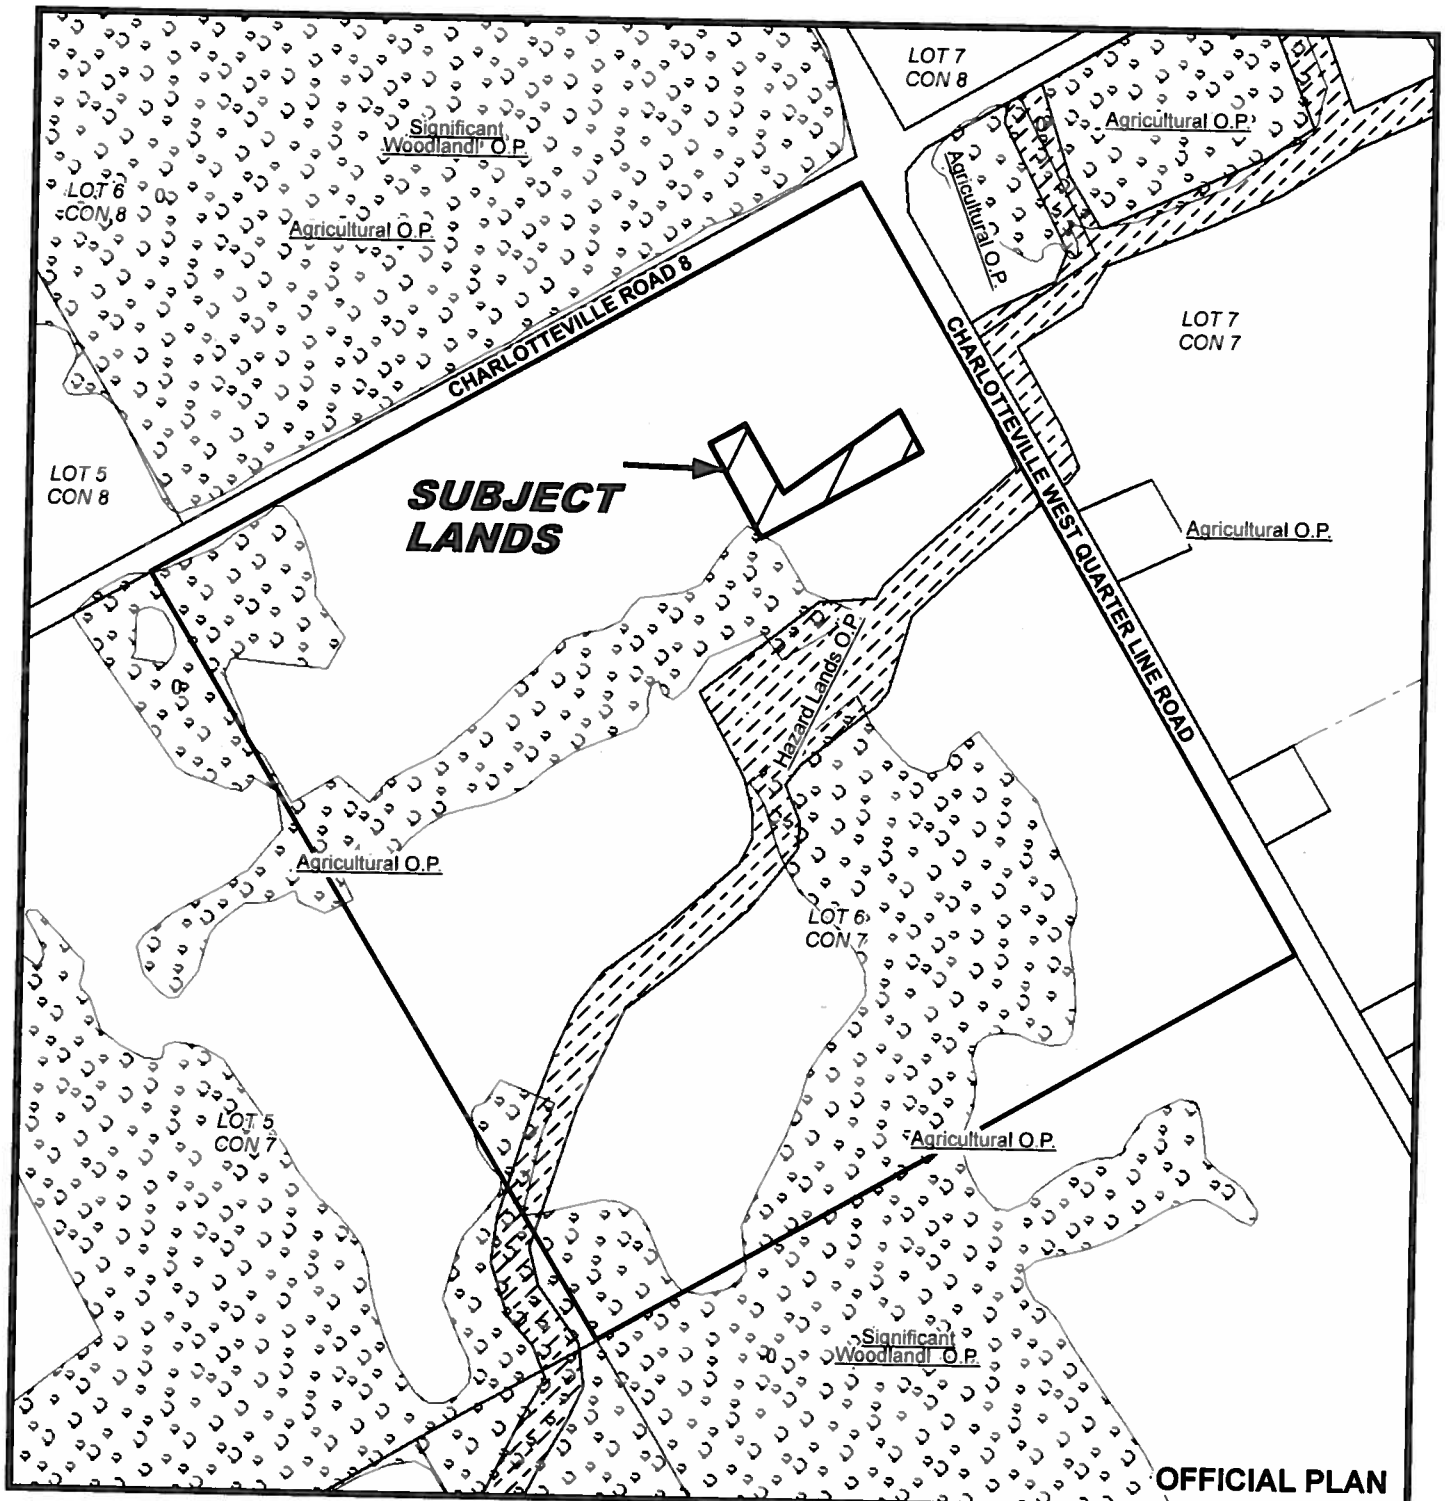 LOT 7
CON 8
Significant
Woodland O.P.
Agricultural O.P.
LOT 6
CON 8
Agricultural O.P.
Agricultural O.P.
CHARLOTTEVILLE ROAD 8
LOT 7
CON 7
CHARLOTTEVILLE WEST QUARTER LINE ROAD
LOT 5
CON 8
SUBJECT
LANDS
Agricultural O.P.
Hazard Lands O.P.
Agricultural O.P.
LOT 6
CON 7
LOT 5
CON 7
Agricultural O.P.
Significant
Woodland O.P.
OFFICIAL PLAN